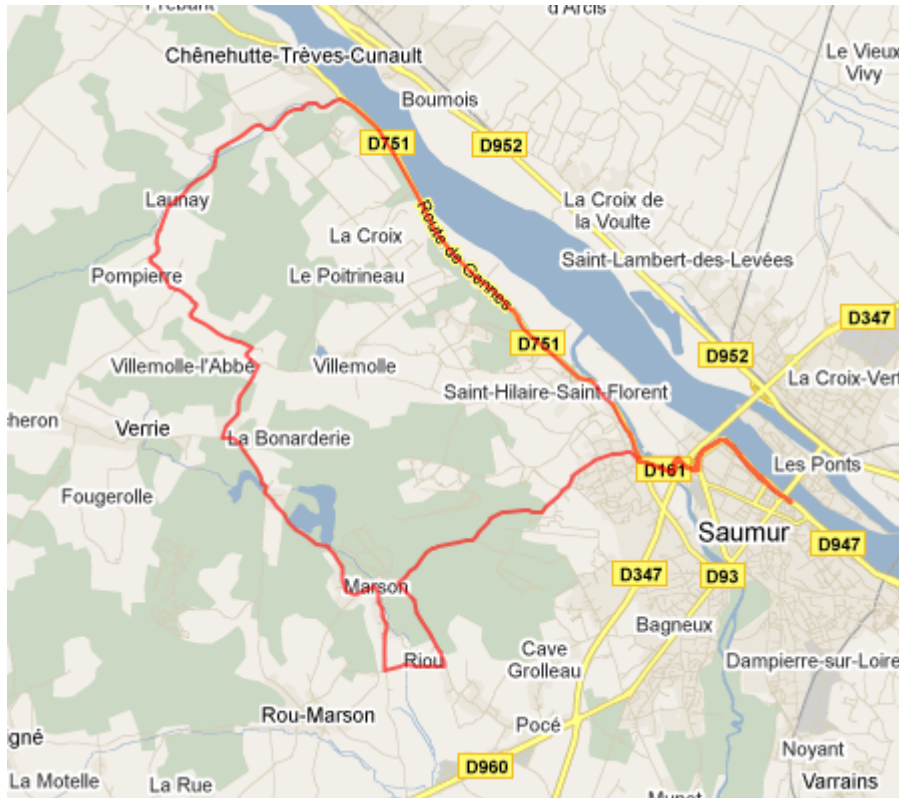 d'Arcis
Chênehutte-Trèves-Cunault
Le Vieux
Vivy
Boumois
D751
D952
Launay
La Croix de
la Voulte
La Croix
Route de Gennes
Saint-Lambert-des-Levées
Pompierre
Le Poitrineau
D347
D751
D952
Villemolle-l'Abbé
Villemolle
La Croix-Vert
Saint-Hilaire-Saint-Florent
cheron
Verrie
La Bonarderie
D161
Les Ponts
Fougerolle
Saumur
D947
Marson
D347
D93
Bagneux
Riou
Cave
Grolleau
Dampierre-sur-Loire
Rou-Marson
Pocé
gné
Noyant
D960
La Motelle
La Rue
Varrains